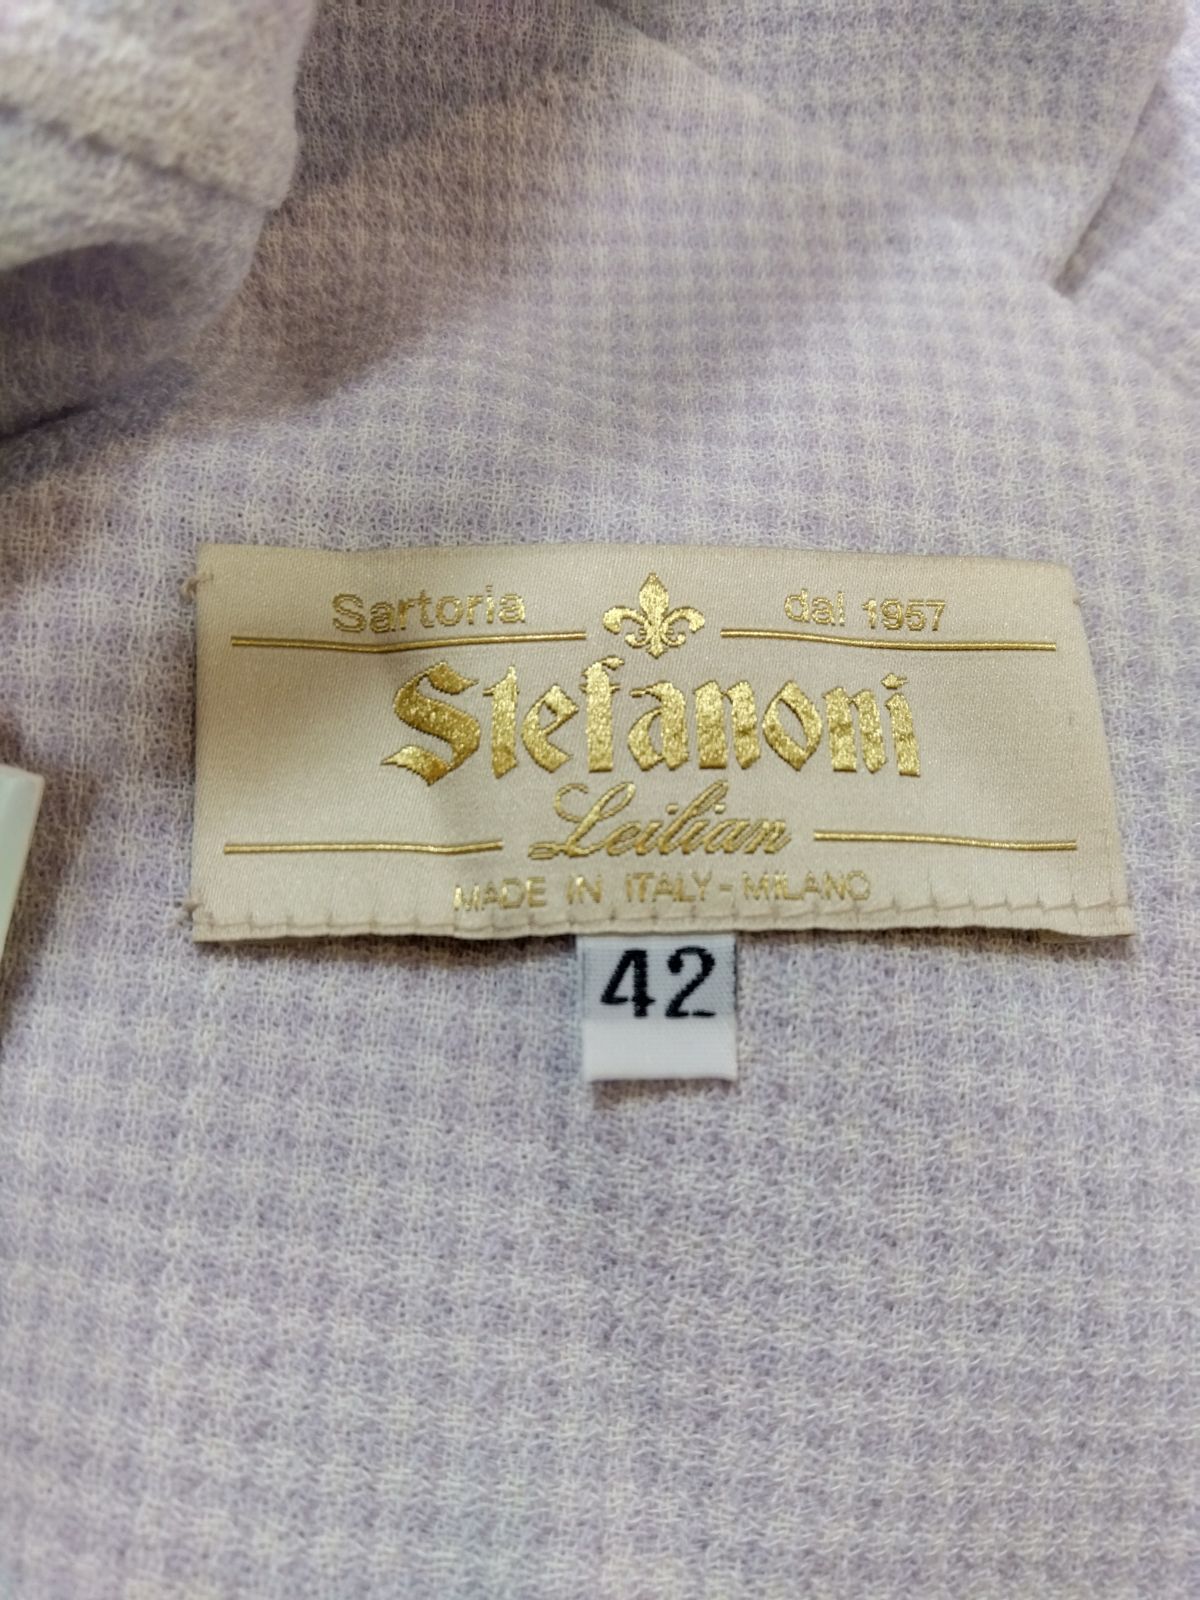 Sartoria dal 1957
Stefanoni
Leilian
MADE IN ITALY - MILANO
42